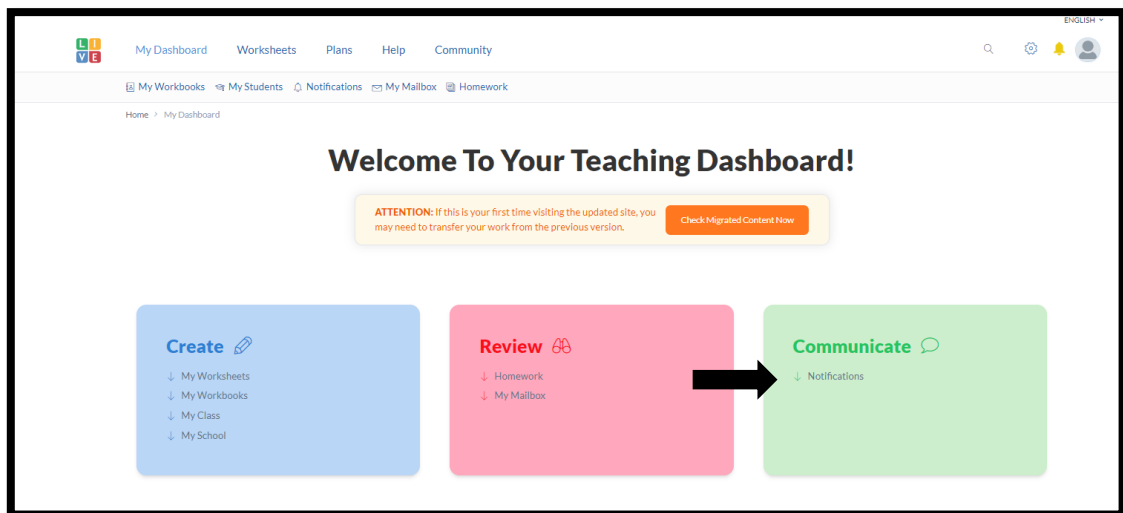 ENGLISH
LIVE
My Dashboard Worksheets Plans Help Community
My Workbooks My Students Notifications My Mailbox Homework
Home > My Dashboard
Welcome To Your Teaching Dashboard!
ATTENTION: If this is your first time visiting the updated site, you
may need to transfer your work from the previous version.
Check Migrated Content Now
Create
↓ My Worksheets
↓ My Workbooks
↓ My Class
↓ My School
Review
↓ Homework
↓ My Mailbox
Communicate
↓ Notifications